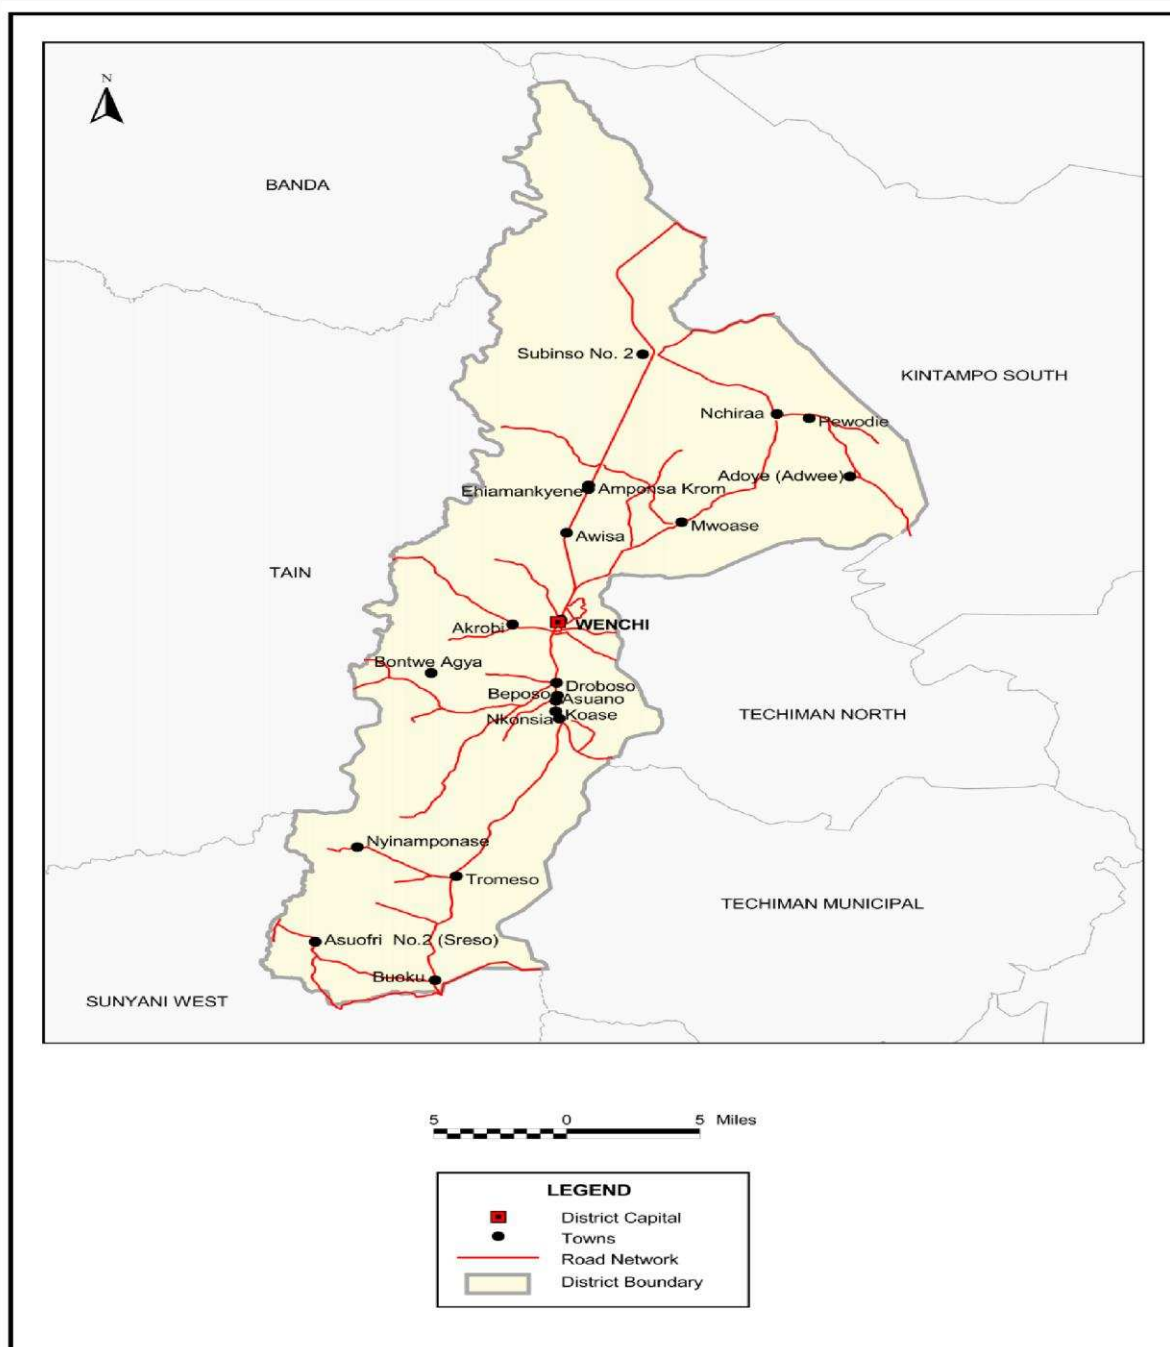 N
BANDA
Subinso No. 2
KINTAMPO SOUTH
Nchiraa
Pewodie
Adoye (Adwee)
Ehiamankyene
Amponsa Krom
Mwoase
Awisa
TAIN
Akrobi
WENCHI
Bontwe Agya
Droboso
Beposo
Asuano
Koase
Nkonsia
TECHIMAN NORTH
Nyinamponase
Tromeso
TECHIMAN MUNICIPAL
Asuofri No.2 (Sreso)
Buoku
SUNYANI WEST
5 0 5 Miles
LEGEND
District Capital
Towns
Road Network
District Boundary